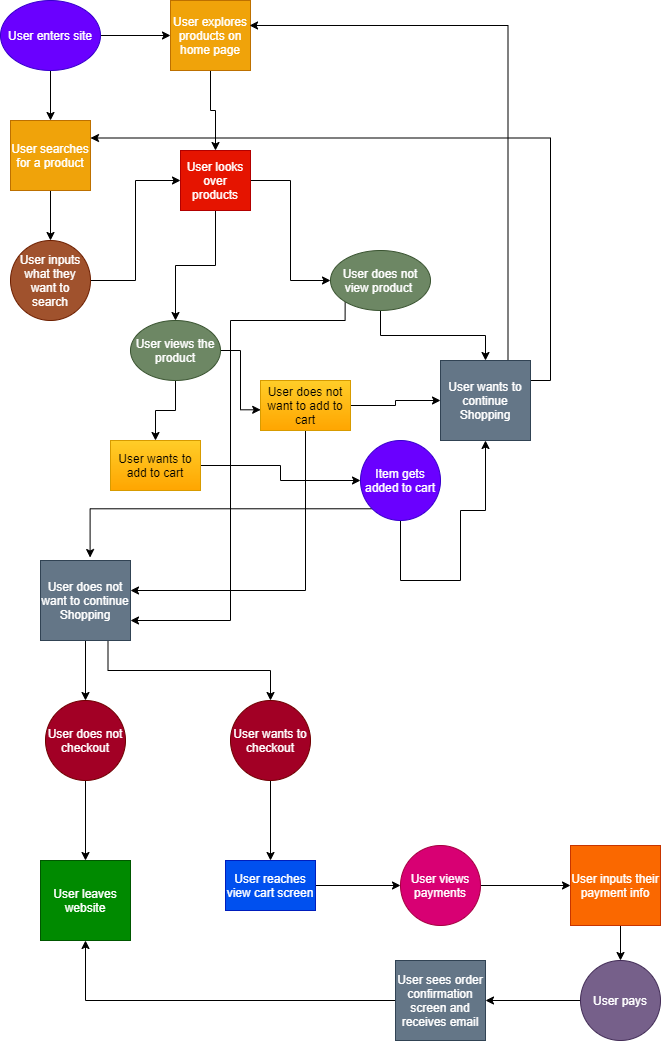 User enters site
User explores
products on
home page
User searches
for a product
User looks
over
products
User inputs
what they
want to
search
User does not
view product
User views the
product
User does not
want to add to
cart
User wants to
continue
Shopping
User wants to
add to cart
Item gets
added to cart
User does not
want to continue
Shopping
User does not
checkout
User wants to
checkout
User leaves
website
User reaches
view cart screen
User views
payments
User inputs their
payment info
User sees order
confirmation
screen and
receives email
User pays